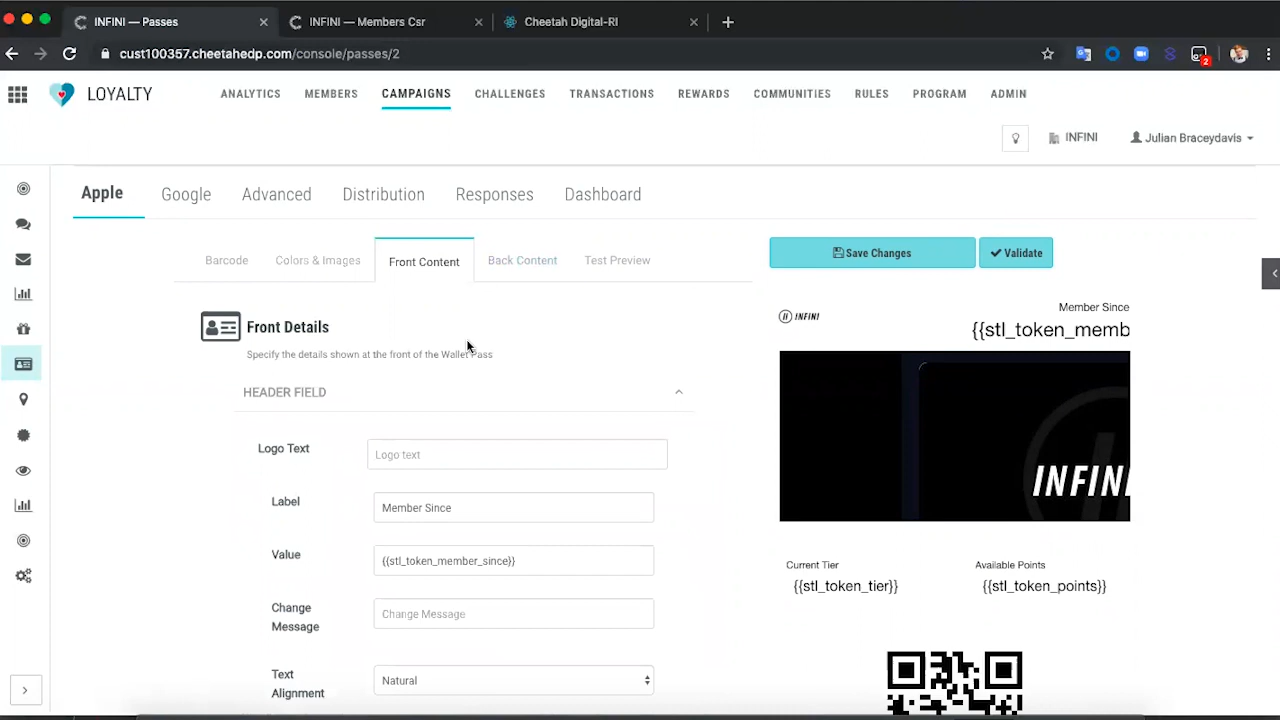 INFINI — Passes
INFINI — Members Csr
Cheetah Digital-RI
cust100357.cheetahedp.com/console/passes/2
2
LOYALTY
ANALYTICS
MEMBERS
CAMPAIGNS
CHALLENGES
TRANSACTIONS
REWARDS
COMMUNITIES
RULES
PROGRAM
ADMIN
INFINI
Julian Braceydavis
Apple
Google
Advanced
Distribution
Responses
Dashboard
Barcode
Colors & Images
Front Content
Back Content
Test Preview
Save Changes
Validate
Front Details
Specify the details shown at the front of the Wallet Pass
HEADER FIELD
Logo Text
Logo text
Label
Member Since
Value
{{stl_token_member_since}}
Change
Message
Change Message
Text
Alignment
Natural
INFINI
Member Since
{{stl_token_memb
INFINI
Current Tier
{{stl_token_tier}}
Available Points
{{stl_token_points}}